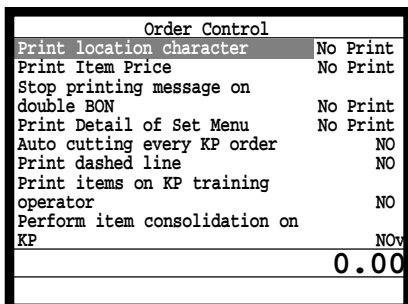 Order Control
Print location character No Print
Print Item Price No Print
Stop printing message on
double BON No Print
Print Detail of Set Menu No Print
Auto cutting every KP order NO
Print dashed line NO
Print items on KP training
operator NO
Perform item consolidation on
KP NOv
0.00